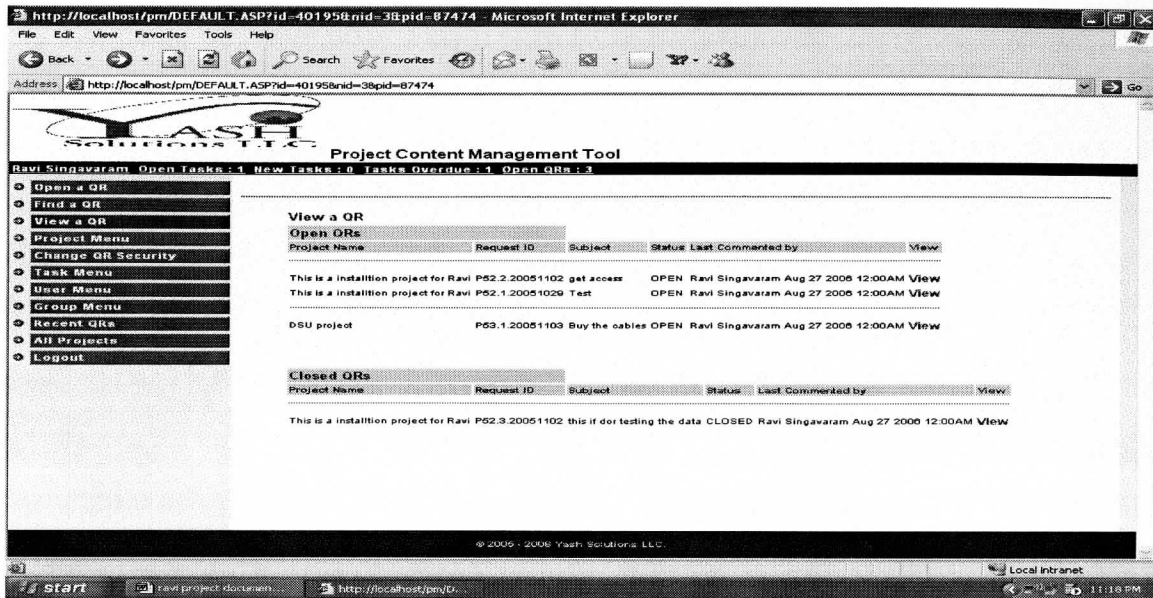 http://localhost/pm/DEFAULT.ASP?id=40195&nid=3&pid=87474 - Microsoft Internet Explorer
File Edit View Favorites Tools Help
Back Search Favorites
Address http://localhost/pm/DEFAULT.ASP?id=40195&nid=3&pid=87474 Go
YASH
Solutions L.L.C.
Project Content Management Tool
Ravi Singavaram Open Tasks : 1 New Tasks : 0 Tasks Overdue : 1 Open QRs : 3
Open a QR
Find a QR
View a QR
Project Menu
Change QR Security
Task Menu
User Menu
Group Menu
Recent QRs
All Projects
Logout
View a QR
Open QRs
Project Name Request ID Subject Status Last Commented by View
This is a installtion project for Ravi P52.2.20051102 get access OPEN Ravi Singavaram Aug 27 2006 12:00AM View
This is a installtion project for Ravi P52.1.20051029 Test OPEN Ravi Singavaram Aug 27 2006 12:00AM View
DSU project P53.1.20051103 Buy the cables OPEN Ravi Singavaram Aug 27 2006 12:00AM View
Closed QRs
Project Name Request ID Subject Status Last Commented by View
This is a installtion project for Ravi P52.3.20051102 this if dor testing the data CLOSED Ravi Singavaram Aug 27 2006 12:00AM View
© 2005 - 2008 Yash Solutions LLC.
Local intranet
start ravi project documen... http://localhost/pm/D... 11:18 PM